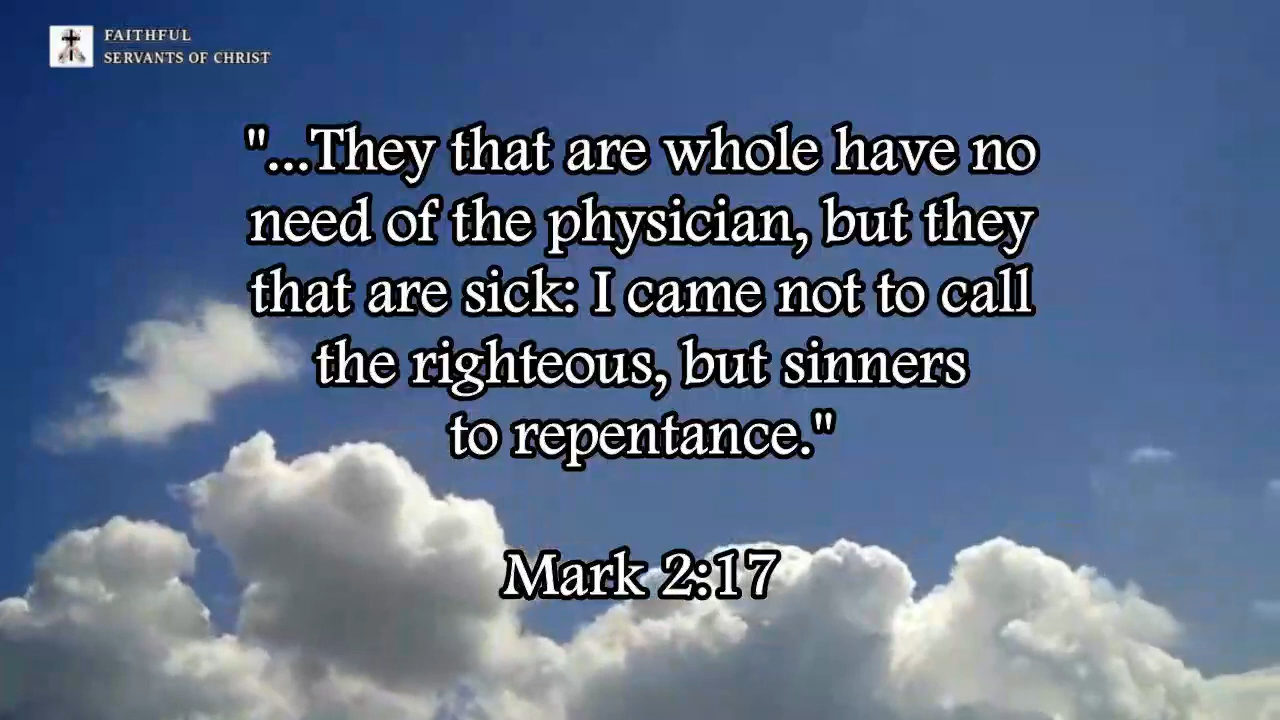 FAITHFUL
SERVANTS OF CHRIST
"...They that are whole have no
need of the physician, but they
that are sick: I came not to call
the righteous, but sinners
to repentance."
Mark 2:17